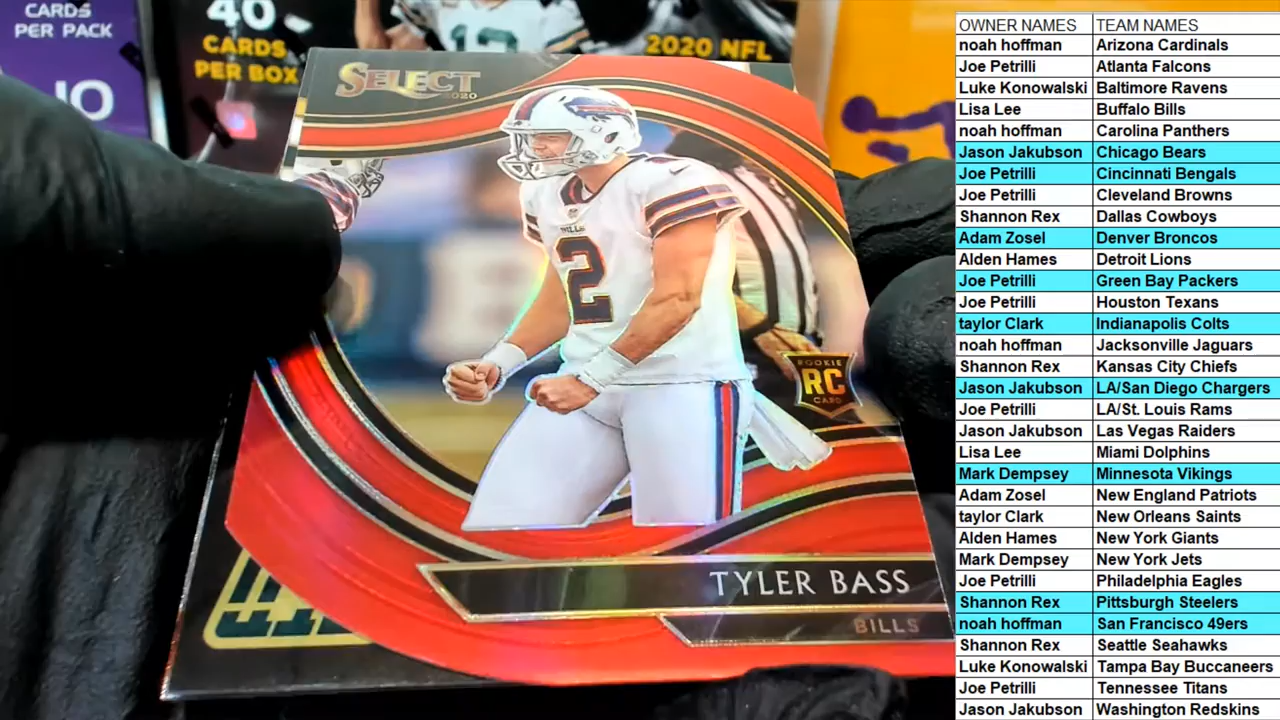 CARDS
PER PACK
10
40
CARDS
PER BOX
12
2020 NFL
SELECT
2020
BILLS
2
ROOKIE
RC
CARD
TYLER BASS
BILLS
OWNER NAMES TEAM NAMES
noah hoffman Arizona Cardinals
Joe Petrilli Atlanta Falcons
Luke Konowalski Baltimore Ravens
Lisa Lee Buffalo Bills
noah hoffman Carolina Panthers
Jason Jakubson Chicago Bears
Joe Petrilli Cincinnati Bengals
Joe Petrilli Cleveland Browns
Shannon Rex Dallas Cowboys
Adam Zosel Denver Broncos
Alden Hames Detroit Lions
Joe Petrilli Green Bay Packers
Joe Petrilli Houston Texans
taylor Clark Indianapolis Colts
noah hoffman Jacksonville Jaguars
Shannon Rex Kansas City Chiefs
Jason Jakubson LA/San Diego Chargers
Joe Petrilli LA/St. Louis Rams
Jason Jakubson Las Vegas Raiders
Lisa Lee Miami Dolphins
Mark Dempsey Minnesota Vikings
Adam Zosel New England Patriots
taylor Clark New Orleans Saints
Alden Hames New York Giants
Mark Dempsey New York Jets
Joe Petrilli Philadelphia Eagles
Shannon Rex Pittsburgh Steelers
noah hoffman San Francisco 49ers
Shannon Rex Seattle Seahawks
Luke Konowalski Tampa Bay Buccaneers
Joe Petrilli Tennessee Titans
Jason Jakubson Washington Redskins